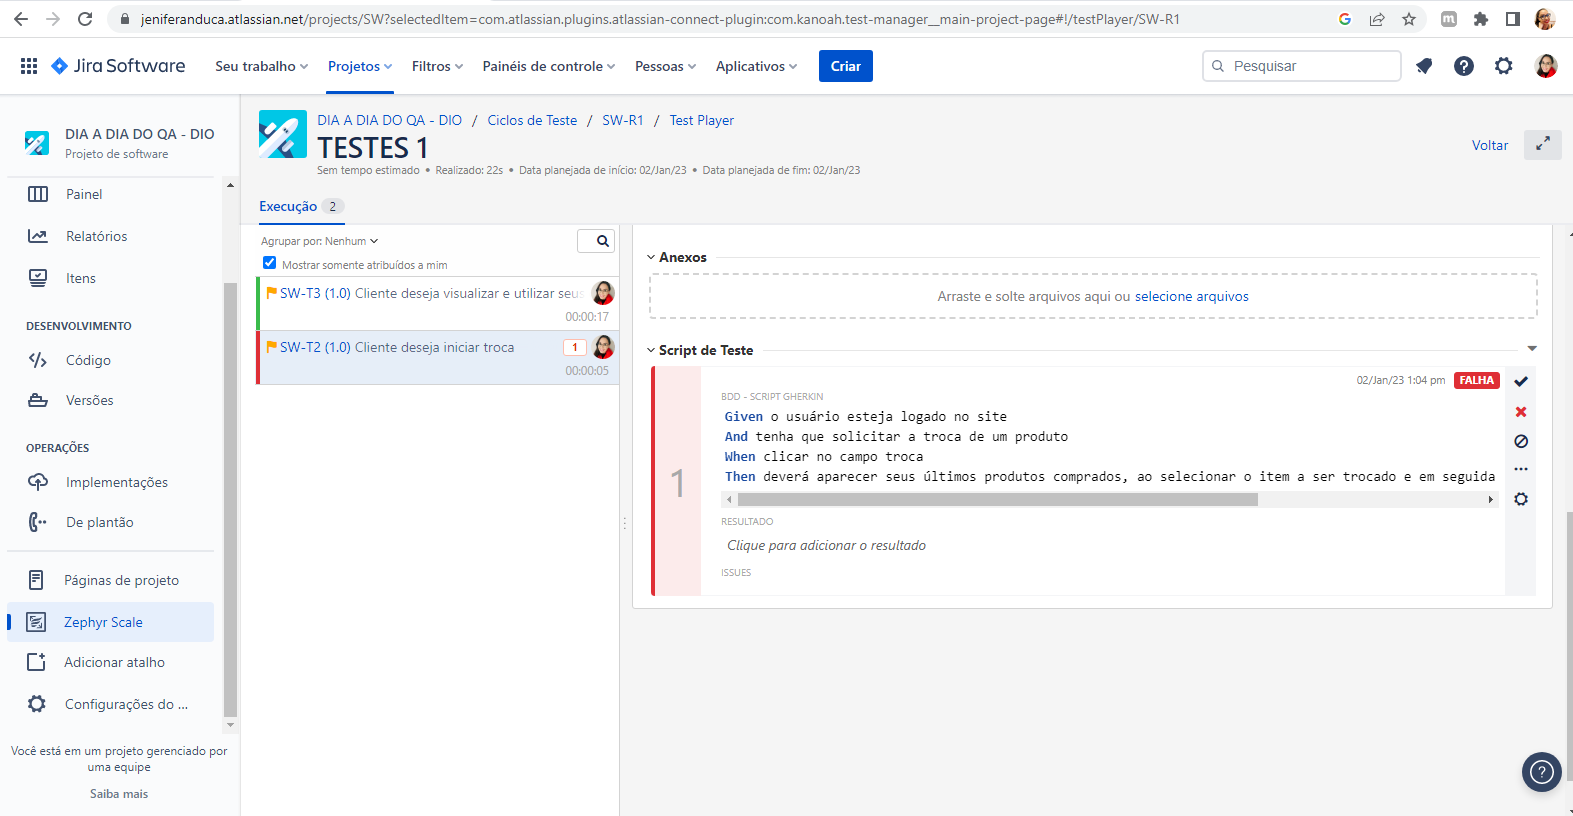 jeniferanduca.atlassian.net/projects/SW?selectedItem=com.atlassian.plugins.atlassian-connect-plugin:com.kanoah.test-manager__main-project-page#!/testPlayer/SW-R1
Jira Software
Seu trabalho
Projetos
Filtros
Painéis de controle
Pessoas
Aplicativos
Criar
Pesquisar
DIA A DIA DO QA - DIO
Projeto de software
Painel
Relatórios
Itens
DESENVOLVIMENTO
Código
Versões
OPERAÇÕES
Implementações
De plantão
Páginas de projeto
Zephyr Scale
Adicionar atalho
Configurações do ...
Você está em um projeto gerenciado por
uma equipe
Saiba mais
DIA A DIA DO QA - DIO / Ciclos de Teste / SW-R1 / Test Player
TESTES 1
Sem tempo estimado • Realizado: 22s • Data planejada de início: 02/Jan/23 • Data planejada de fim: 02/Jan/23
Voltar
Execução 2
Agrupar por: Nenhum
Mostrar somente atribuídos a mim
SW-T3 (1.0) Cliente deseja visualizar e utilizar seus
00:00:17
SW-T2 (1.0) Cliente deseja iniciar troca
1
00:00:05
Anexos
Arraste e solte arquivos aqui ou selecione arquivos
Script de Teste
02/Jan/23 1:04 pm FALHA
1
BDD - SCRIPT GHERKIN
Given o usuário esteja logado no site
And tenha que solicitar a troca de um produto
When clicar no campo troca
Then deverá aparecer seus últimos produtos comprados, ao selecionar o item a ser trocado e em seguida
RESULTADO
Clique para adicionar o resultado
ISSUES